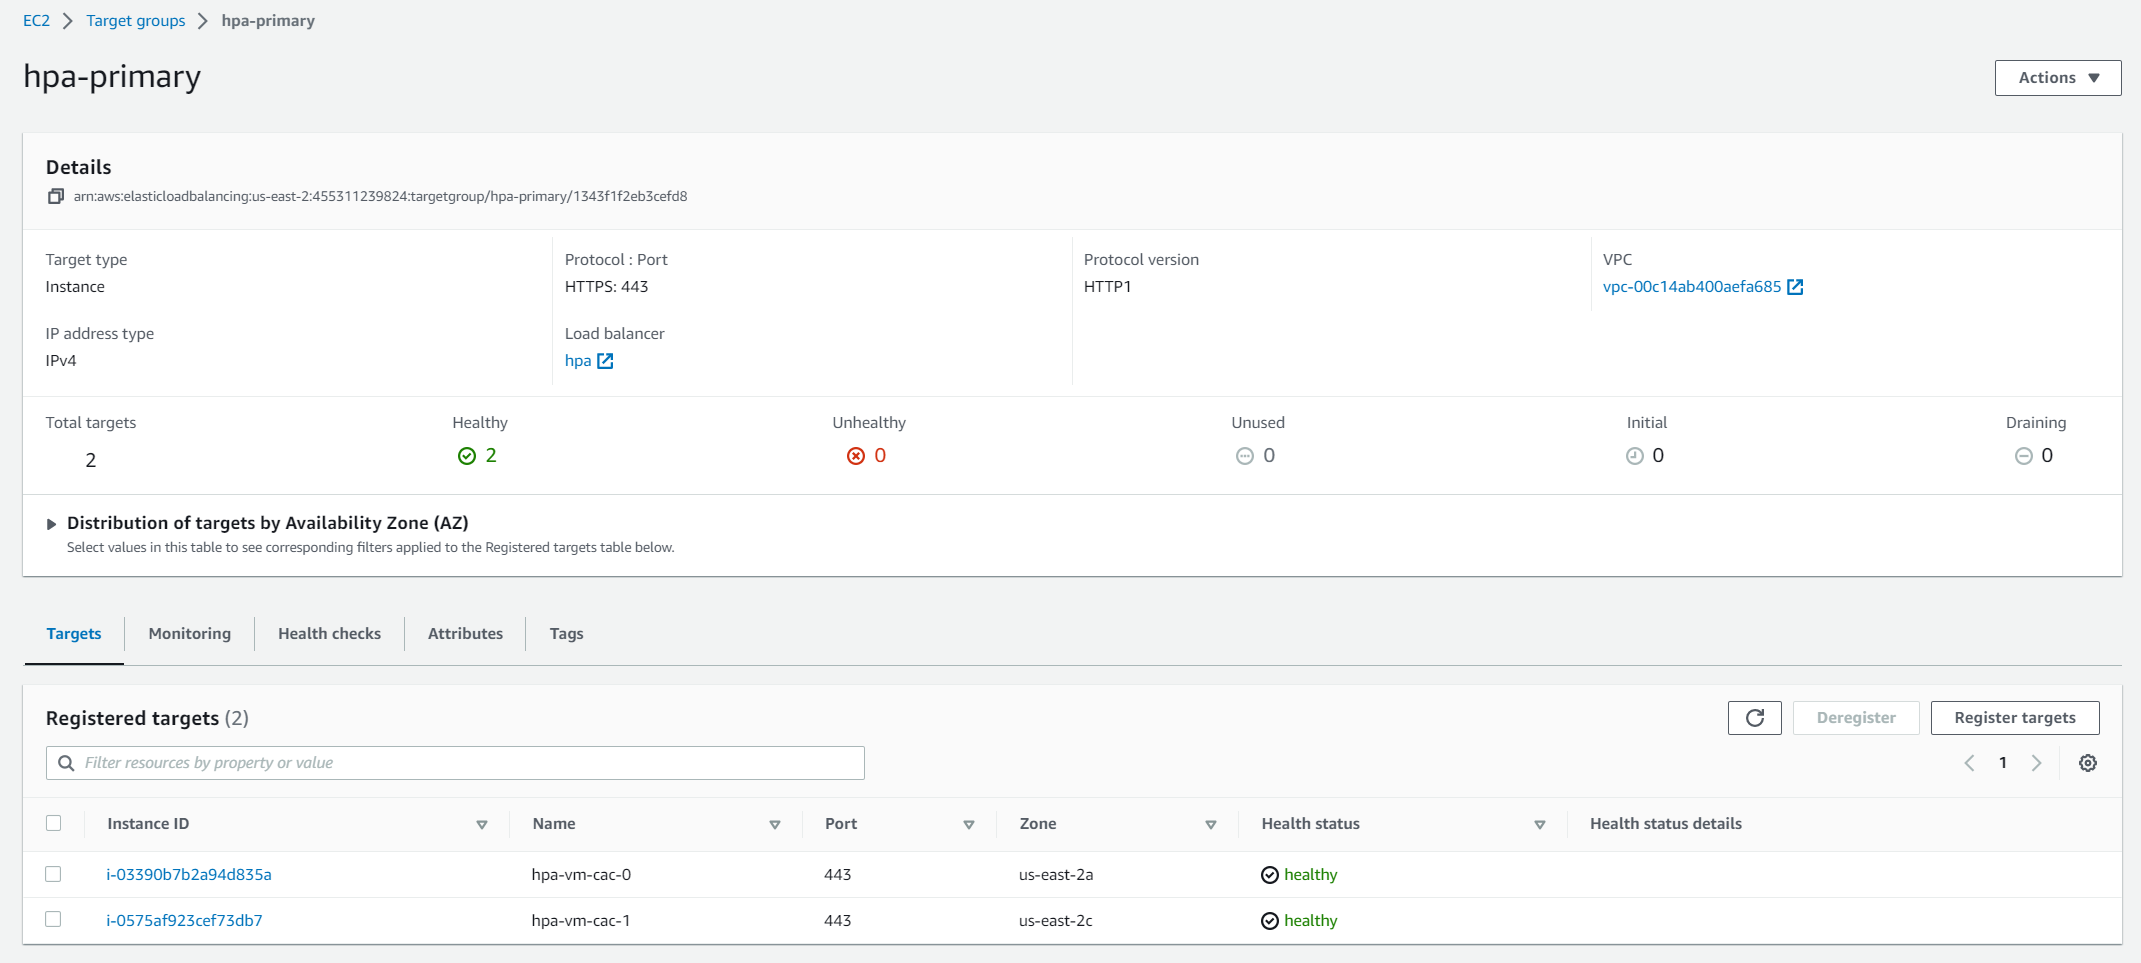 EC2 > Target groups > hpa-primary
hpa-primary
Actions
Details
arn:aws:elasticloadbalancing:us-east-2:455311239824:targetgroup/hpa-primary/1343f1f2eb3cefd8
Target type Protocol : Port Protocol version VPC
Instance HTTPS: 443 HTTP1 vpc-00c14ab400aefa685
IP address type Load balancer
IPv4 hpa
Total targets Healthy Unhealthy Unused Initial Draining
2 2 0 0 0 0
Distribution of targets by Availability Zone (AZ)
Select values in this table to see corresponding filters applied to the Registered targets table below.
Targets Monitoring Health checks Attributes Tags
Registered targets (2) Deregister Register targets
Filter resources by property or value 1
Instance ID Name Port Zone Health status Health status details
i-03390b7b2a94d835a hpa-vm-cac-0 443 us-east-2a healthy
i-0575af923cef73db7 hpa-vm-cac-1 443 us-east-2c healthy